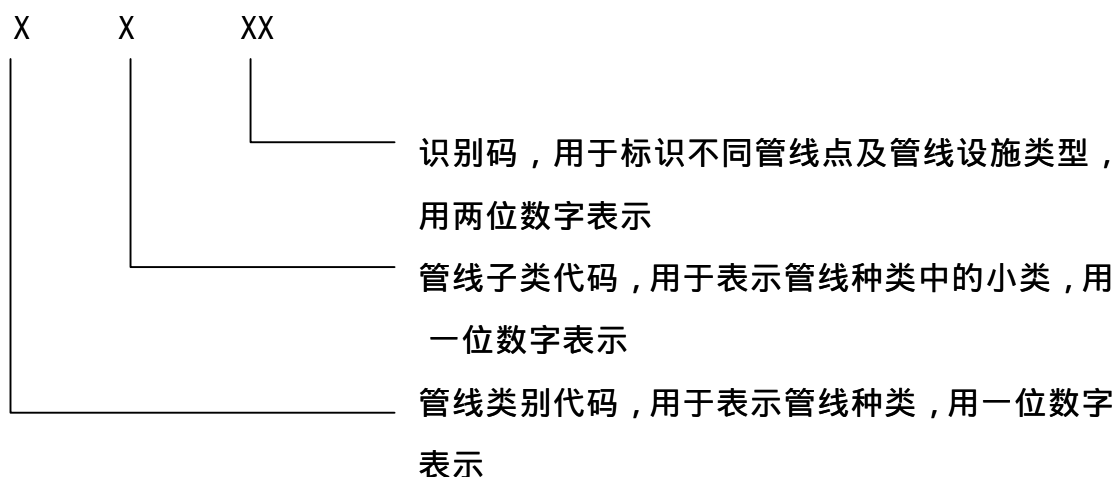 X X XX
识别码，用于标识不同管线点及管线设施类型，
用两位数字表示
管线子类代码，用于表示管线种类中的小类，用
一位数字表示
管线类别代码，用于表示管线种类，用一位数字
表示